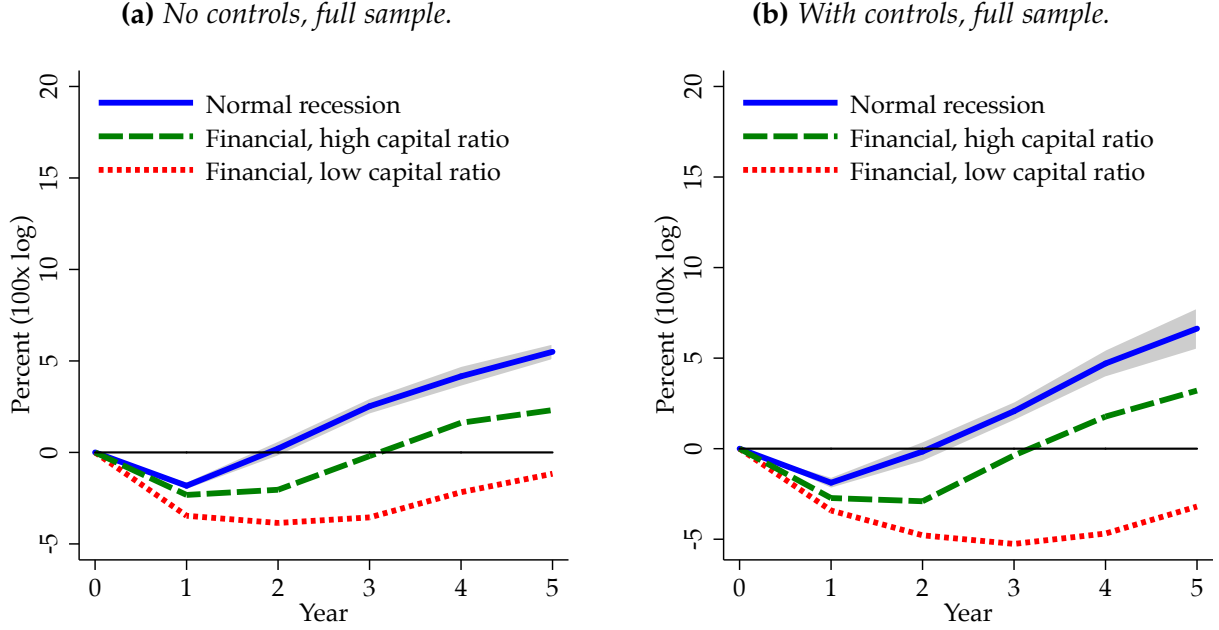 (a) No controls, full sample.
Percent (100x log)
20
15
10
5
0
-5
Normal recession
Financial, high capital ratio
Financial, low capital ratio
0 1 2 3 4 5
Year
(b) With controls, full sample.
Percent (100x log)
20
15
10
5
0
-5
Normal recession
Financial, high capital ratio
Financial, low capital ratio
0 1 2 3 4 5
Year